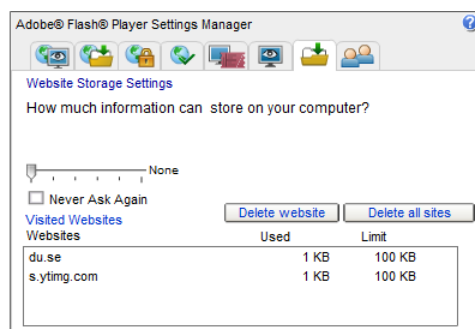 Adobe® Flash® Player Settings Manager
Website Storage Settings
How much information can store on your computer?
None
Never Ask Again
Delete website Delete all sites
Visited Websites
Websites Used Limit
du.se 1 KB 100 KB
s.ytimg.com 1 KB 100 KB